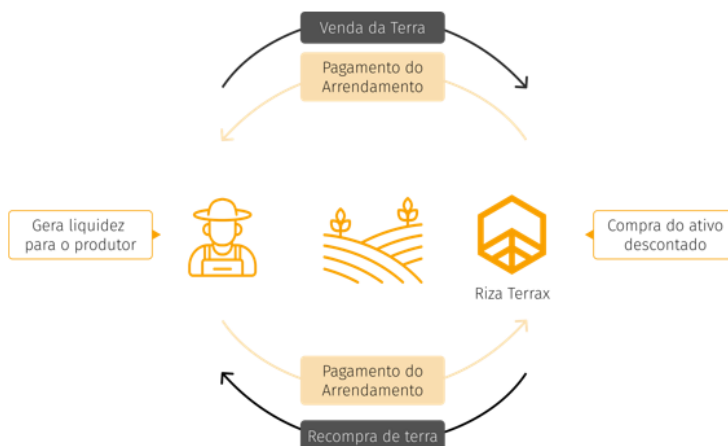 Venda da Terra
Pagamento do
Arrendamento
Gera liquidez
para o produtor
Compra do ativo
descontado
Riza Terrax
Pagamento do
Arrendamento
Recompra de terra